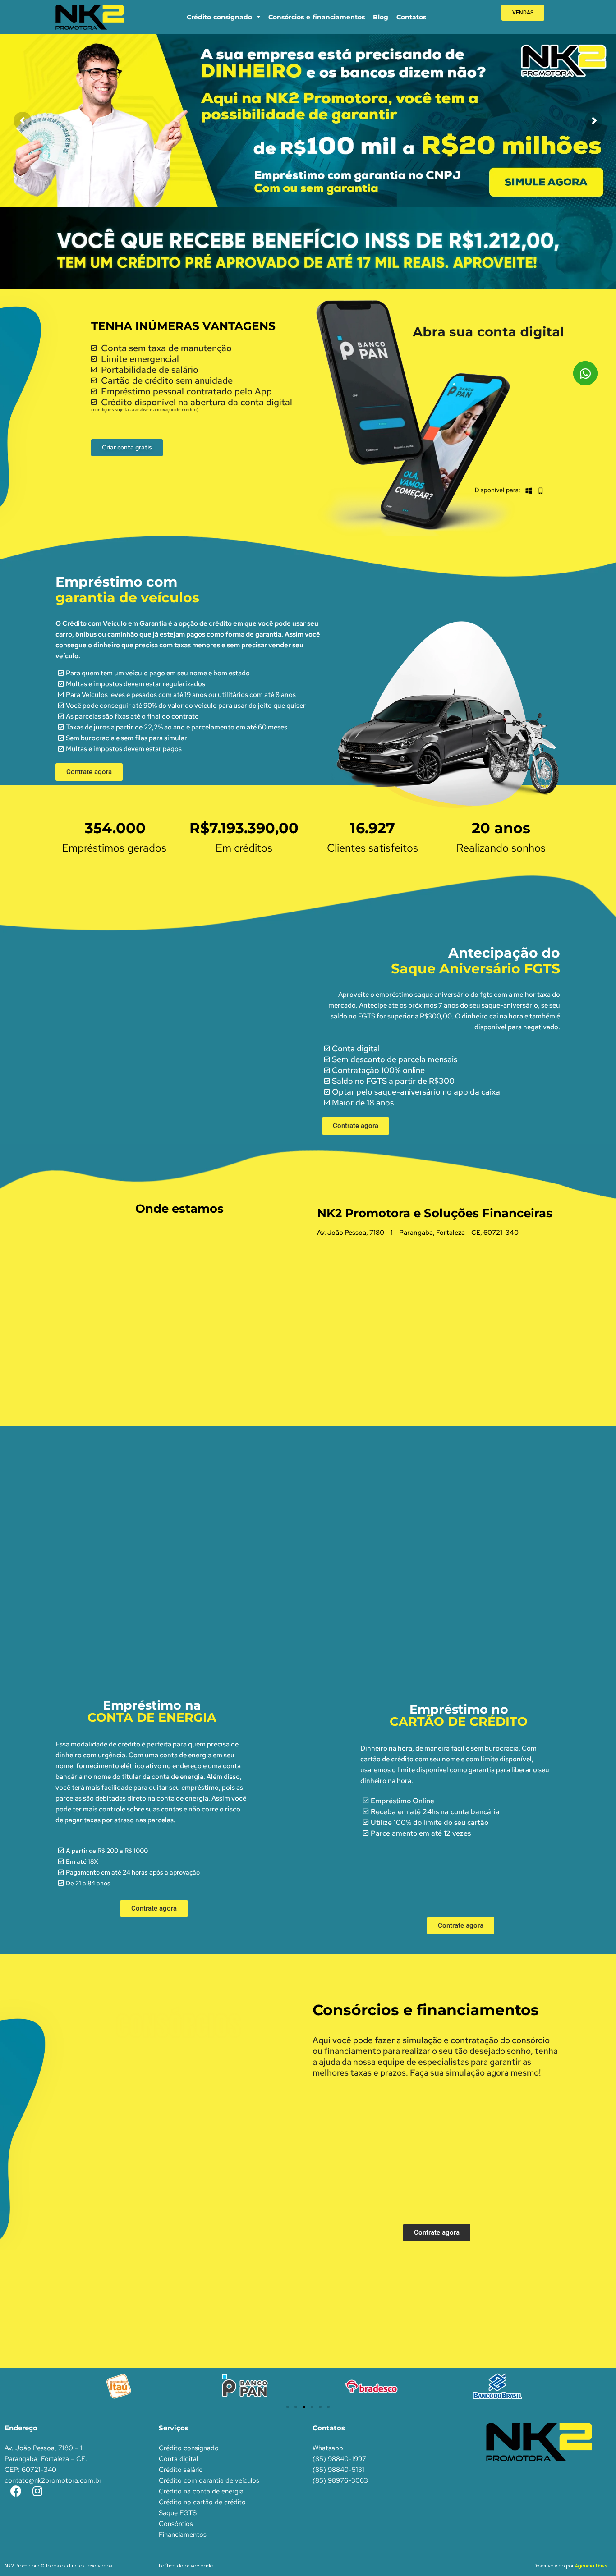 NK2
PROMOTORA
Crédito consignado
Consórcios e financiamentos
Blog
Contatos
VENDAS
A sua empresa está precisando de
DINHEIRO e os bancos dizem não?
Aqui na NK2 Promotora, você tem a
possibilidade de garantir
de R$100 mil a R$20 milhões
Empréstimo com garantia no CNPJ
Com ou sem garantia
SIMULE AGORA
NK2
PROMOTORA
VOCÊ QUE RECEBE BENEFÍCIO INSS DE R$1.212,00,
TEM UM CRÉDITO PRÉ APROVADO DE ATÉ 17 MIL REAIS. APROVEITE!
TENHA INÚMERAS VANTAGENS
Conta sem taxa de manutenção
Limite emergencial
Portabilidade de salário
Cartão de crédito sem anuidade
Empréstimo pessoal contratado pelo App
Crédito disponível na abertura da conta digital
(condições sujeitas a análise e aprovação de credito)
Criar conta grátis
BANCO
PAN
BANCO
PAN
OLÁ,
VAMOS
COMEÇAR?
Abra sua conta digital
Disponível para:
Empréstimo com
garantia de veículos
O Crédito com Veículo em Garantia é a opção de crédito em que você pode usar seu
carro, ônibus ou caminhão que já estejam pagos como forma de garantia. Assim você
consegue o dinheiro que precisa com taxas menores e sem precisar vender seu
veículo.
Para quem tem um veículo pago em seu nome e bom estado
Multas e impostos devem estar regularizados
Para Veículos leves e pesados com até 19 anos ou utilitários com até 8 anos
Você pode conseguir até 90% do valor do veículo para usar do jeito que quiser
As parcelas são fixas até o final do contrato
Taxas de juros a partir de 22,2% ao ano e parcelamento em até 60 meses
Sem burocracia e sem filas para simular
Multas e impostos devem estar pagos
Contrate agora
354.000
Empréstimos gerados
R$7.193.390,00
Em créditos
16.927
Clientes satisfeitos
20 anos
Realizando sonhos
Antecipação do
Saque Aniversário FGTS
Aproveite o empréstimo saque aniversário do fgts com a melhor taxa do
mercado. Antecipe ate os próximos 7 anos do seu saque-aniversário, se seu
saldo no FGTS for superior a R$300,00. O dinheiro cai na hora e também é
disponível para negativado.
Conta digital
Sem desconto de parcela mensais
Contratação 100% online
Saldo no FGTS a partir de R$300
Optar pelo saque-aniversário no app da caixa
Maior de 18 anos
Contrate agora
Onde estamos
NK2 Promotora e Soluções Financeiras
Av. João Pessoa, 7180 – 1 – Parangaba, Fortaleza – CE, 60721-340
Empréstimo na
CONTA DE ENERGIA
Essa modalidade de crédito é perfeita para quem precisa de
dinheiro com urgência. Com uma conta de energia em seu
nome, fornecimento elétrico ativo no endereço e uma conta
bancária no nome do titular da conta de energia. Além disso,
você terá mais facilidade para quitar seu empréstimo, pois as
parcelas são debitadas direto na conta de energia. Assim você
pode ter mais controle sobre suas contas e não corre o risco
de pagar taxas por atraso nas parcelas.
A partir de R$ 200 a R$ 1000
Em até 18X
Pagamento em até 24 horas após a aprovação
De 21 a 84 anos
Contrate agora
Empréstimo no
CARTÃO DE CRÉDITO
Dinheiro na hora, de maneira fácil e sem burocracia. Com
cartão de crédito com seu nome e com limite disponível,
usaremos o limite disponível como garantia para liberar o seu
dinheiro na hora.
Empréstimo Online
Receba em até 24hs na conta bancária
Utilize 100% do limite do seu cartão
Parcelamento em até 12 vezes
Contrate agora
Consórcios e financiamentos
Aqui você pode fazer a simulação e contratação do consórcio
ou financiamento para realizar o seu tão desejado sonho, tenha
a ajuda da nossa equipe de especialistas para garantir as
melhores taxas e prazos. Faça sua simulação agora mesmo!
Contrate agora
Itaú
BANCO
PAN
bradesco
BANCO DO BRASIL
Endereço
Av. João Pessoa, 7180 – 1
Parangaba, Fortaleza – CE.
CEP: 60721-340
contato@nk2promotora.com.br
Serviços
Crédito consignado
Conta digital
Crédito salário
Crédito com garantia de veículos
Crédito na conta de energia
Crédito no cartão de crédito
Saque FGTS
Consórcios
Financiamentos
Contatos
Whatsapp
(85) 98840-1997
(85) 98840-5131
(85) 98976-3063
NK2
PROMOTORA
NK2 Promotora © Todos os direitos reservados
Política de privacidade
Desenvolvido por Agência Davs